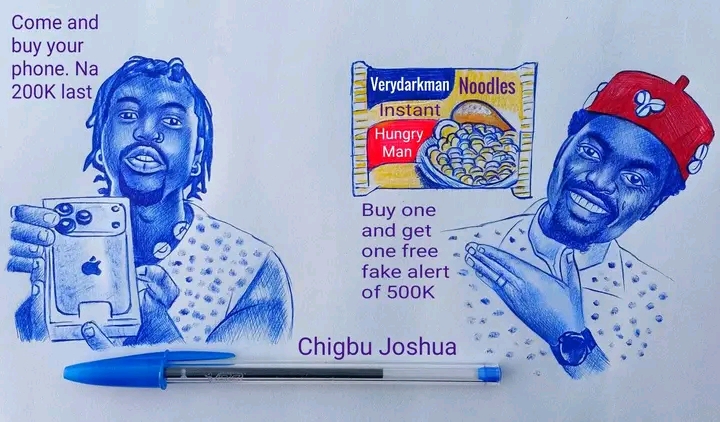 Come and
buy your
phone. Na
200K last
Verydarkman Noodles
Instant
Hungry
Man
Buy one
and get
one free
fake alert
of 500K
Chigbu Joshua